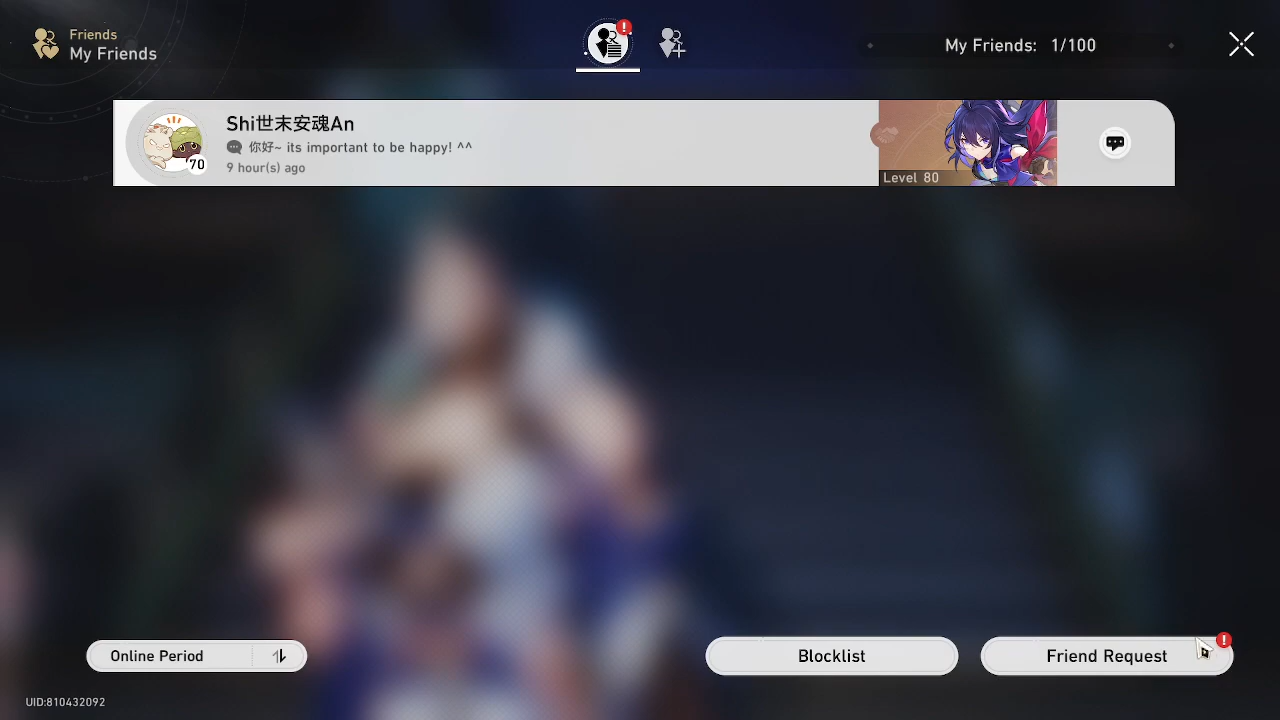 Friends
My Friends
My Friends: 1/100
Shi世末安魂An
你好~ its important to be happy! ^^
9 hour(s) ago
70
Level 80
Online Period
Blocklist
Friend Request
UID:810432092